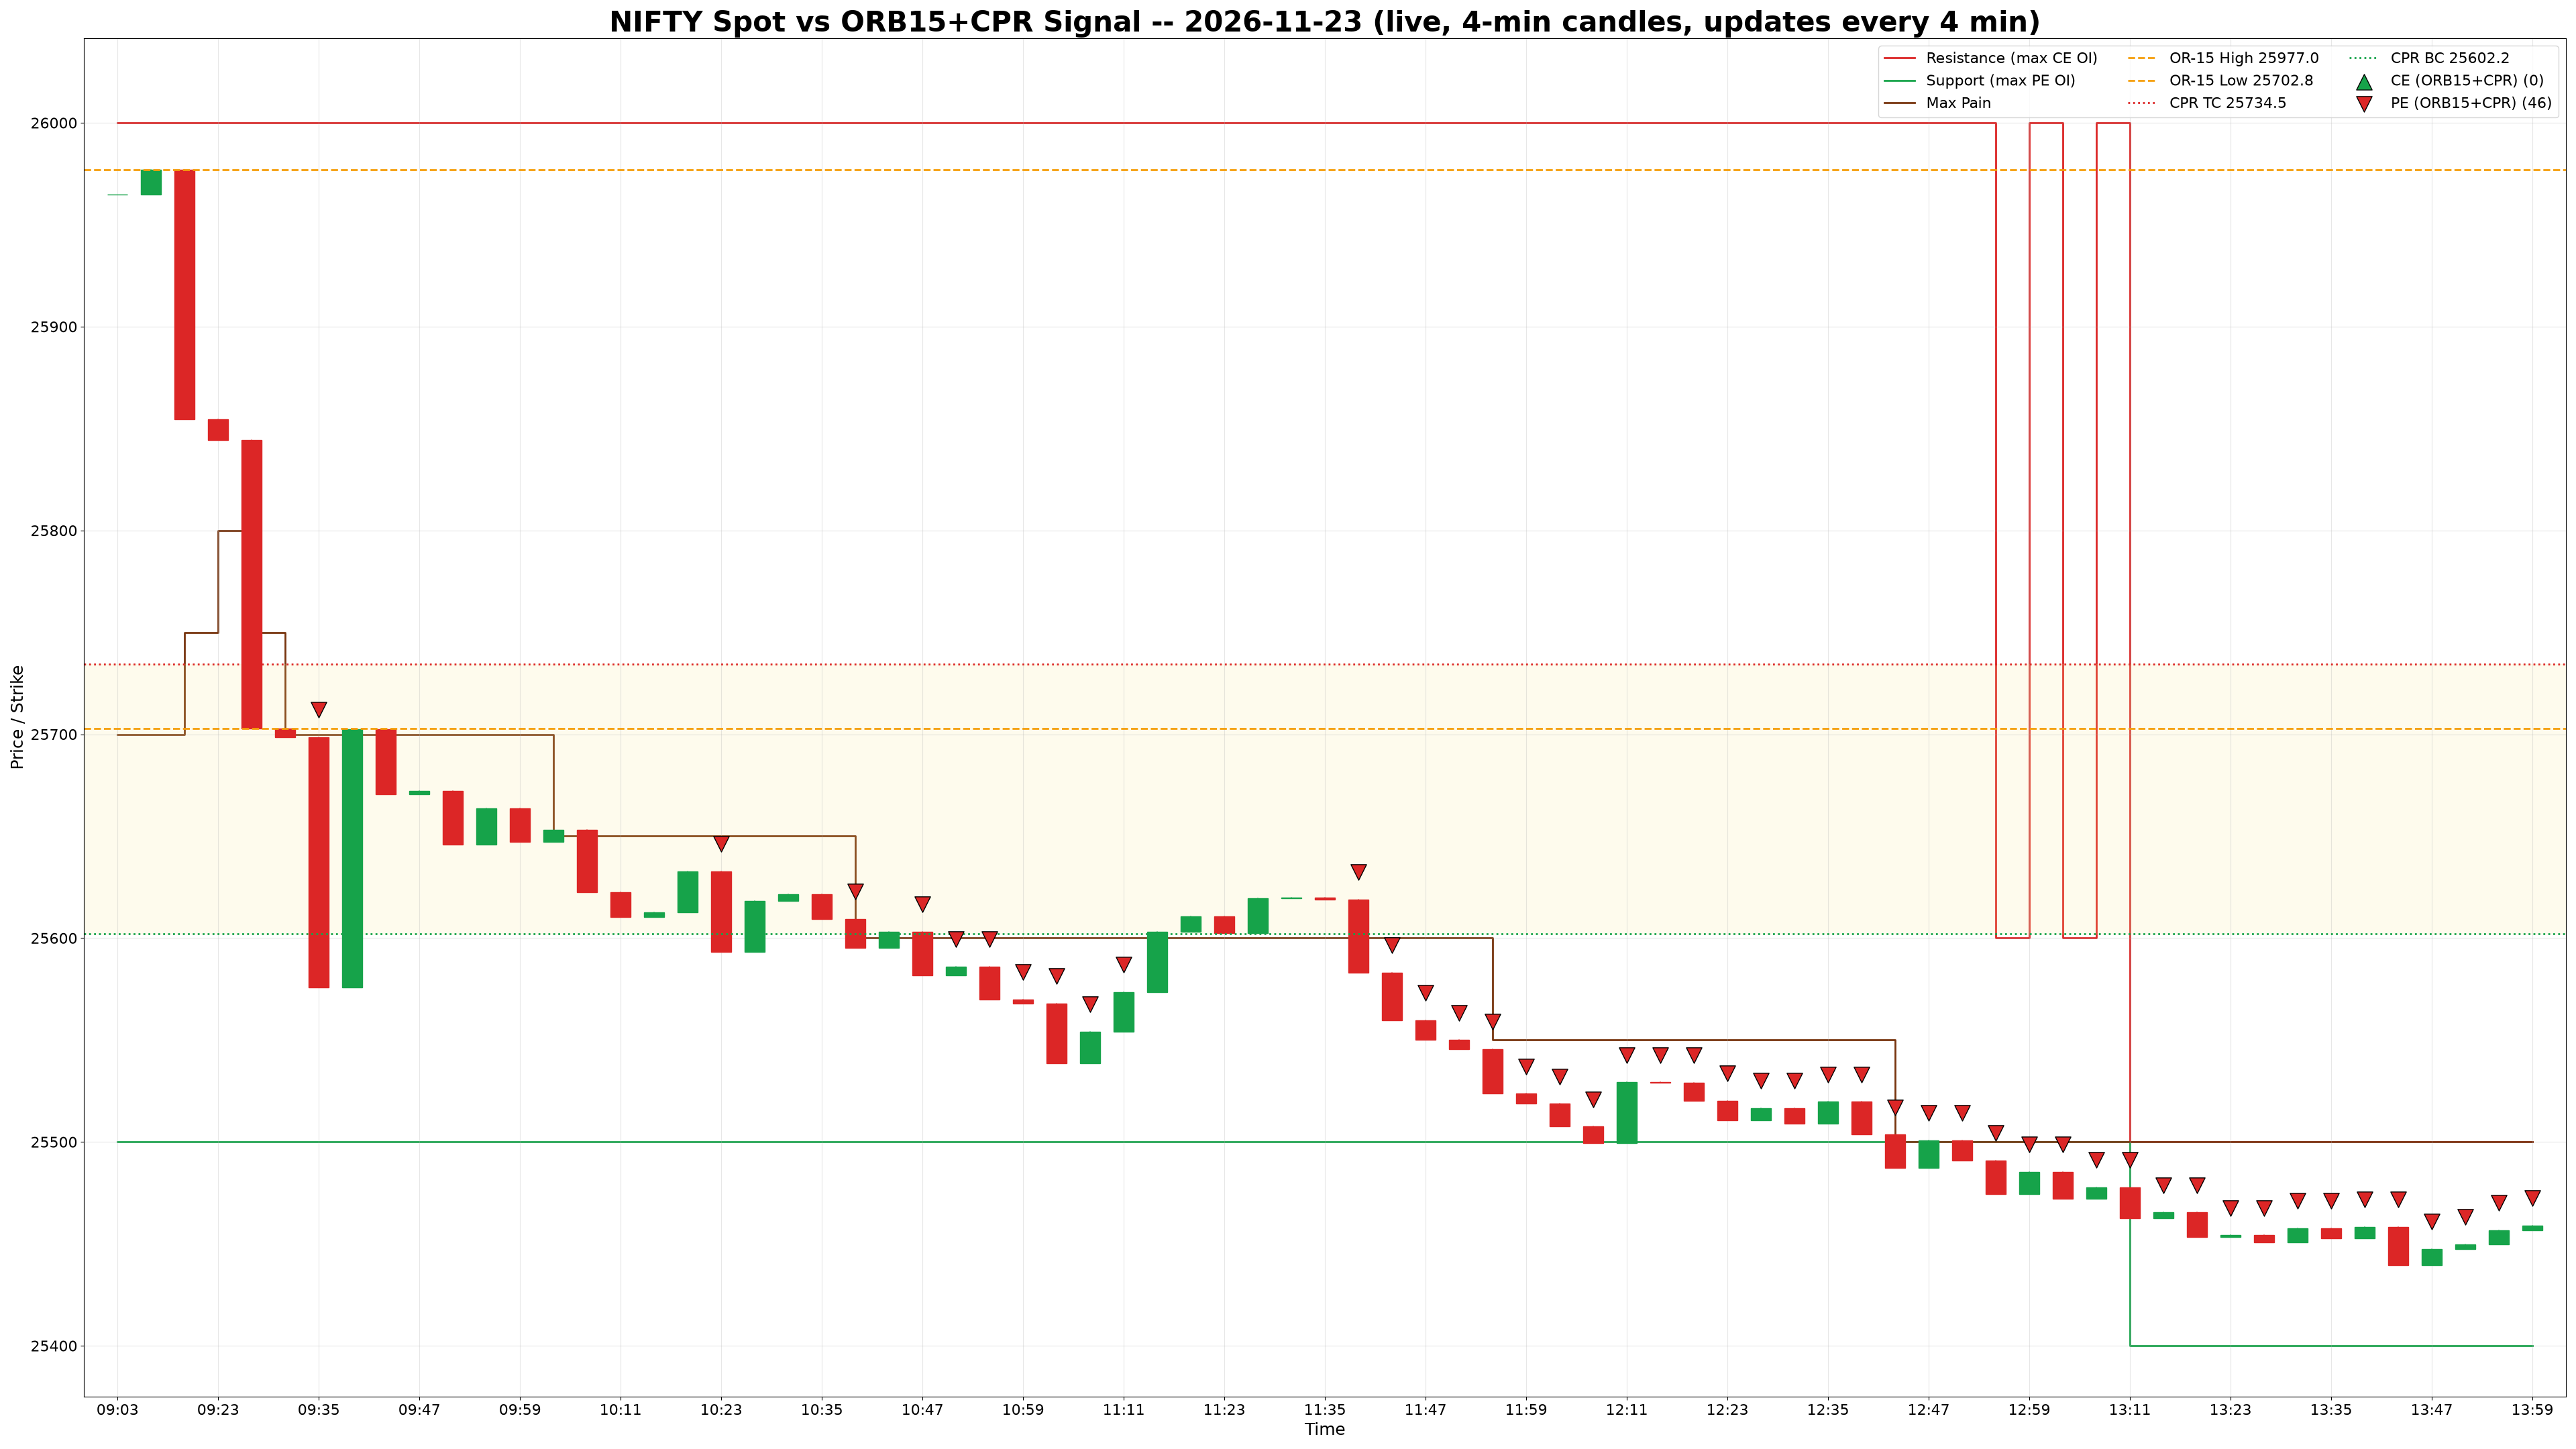 NIFTY Spot vs ORB15+CPR Signal -- 2026-11-23 (live, 4-min candles, updates every 4 min)
Resistance (max CE OI)
Support (max PE OI)
Max Pain
OR-15 High 25977.0
OR-15 Low 25702.8
CPR TC 25734.5
CPR BC 25602.2
CE (ORB15+CPR) (0)
PE (ORB15+CPR) (46)
Price / Strike
26000
25900
25800
25700
25600
25500
25400
09:03 09:23 09:35 09:47 09:59 10:11 10:23 10:35 10:47 10:59 11:11 11:23 11:35 11:47 11:59 12:11 12:23 12:35 12:47 12:59 13:11 13:23 13:35 13:47 13:59
Time